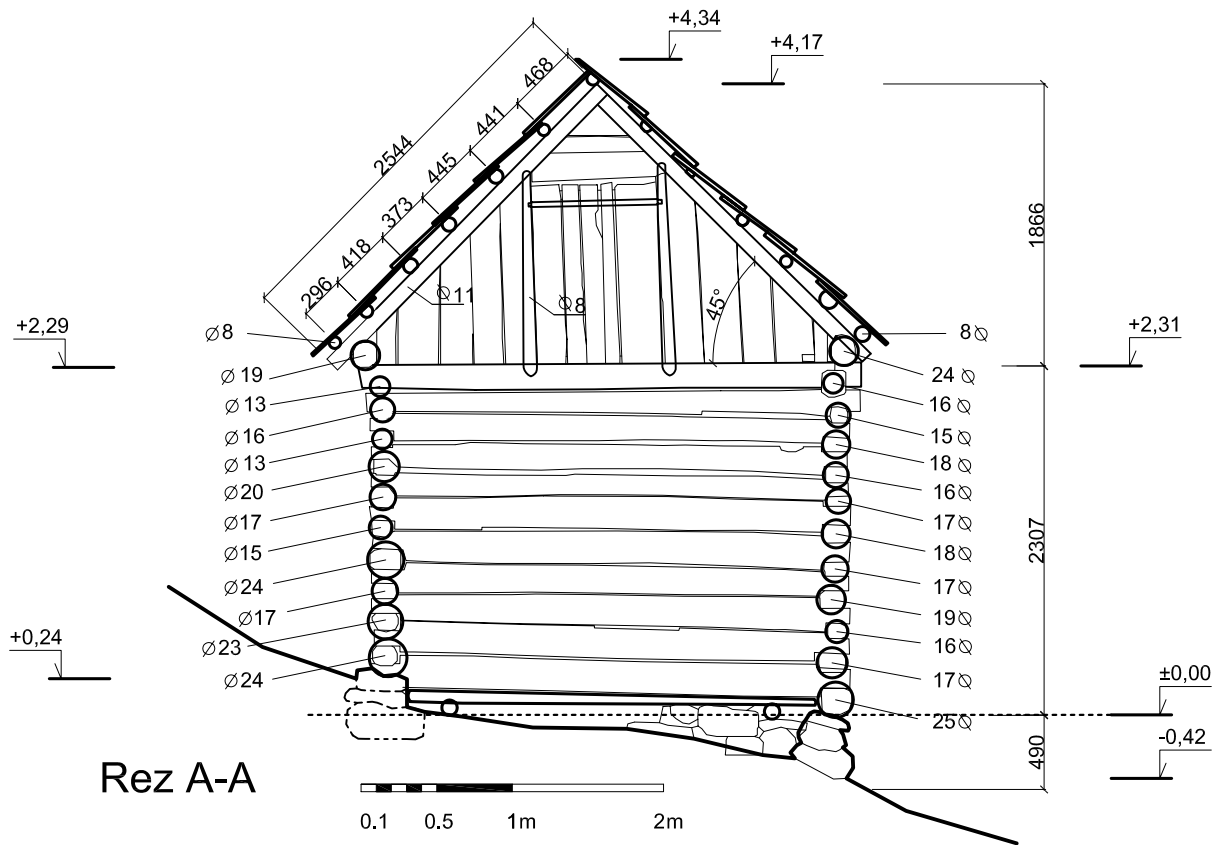 +4,34
+4,17
468
441
445
373
418
296
2544
1866
Ø11
Ø8
45°
+2,29
Ø8
8Ø
+2,31
Ø19
24Ø
Ø13
16Ø
Ø16
15Ø
Ø13
18Ø
Ø20
16Ø
Ø17
17Ø
Ø15
18Ø
2307
Ø24
17Ø
Ø17
19Ø
+0,24
Ø23
16Ø
Ø24
17Ø
±0,00
25Ø
490
-0,42
Rez A-A
0.1 0.5 1m 2m